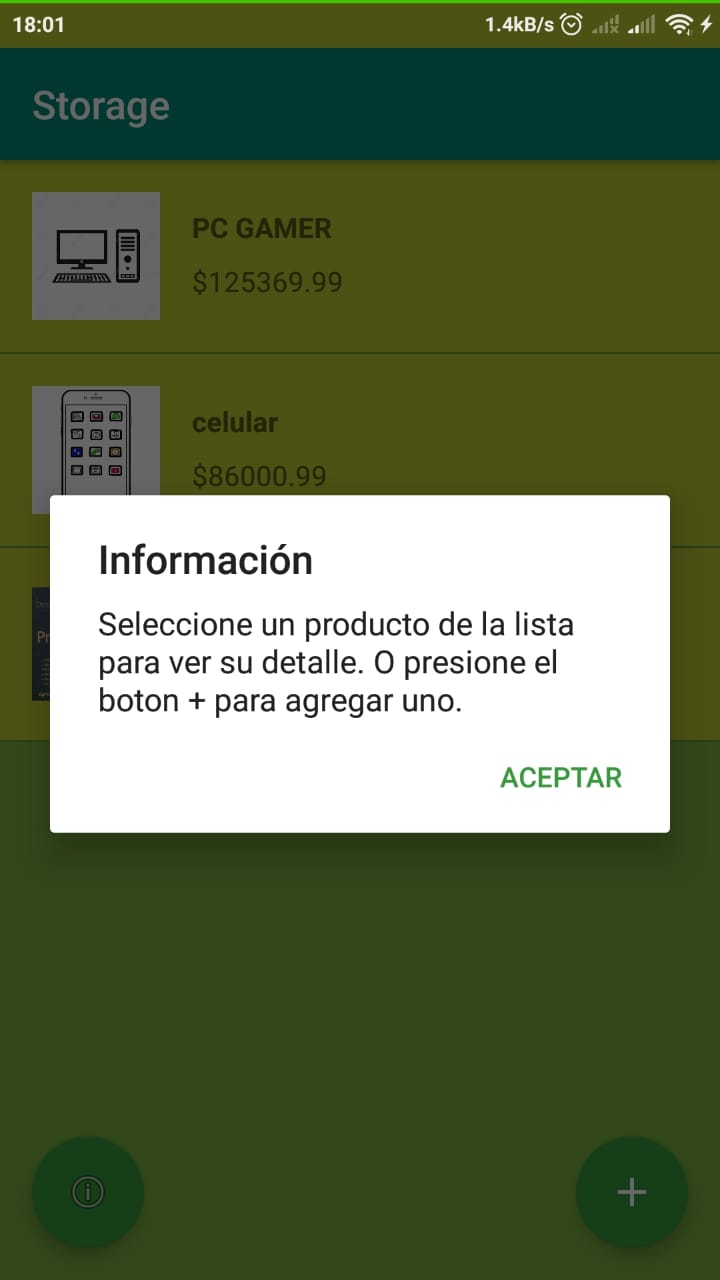 18:01
1.4kB/s
Storage
PC GAMER
$125369.99
celular
$86000.99
Información
Seleccione un producto de la lista
para ver su detalle. O presione el
boton + para agregar uno.
ACEPTAR